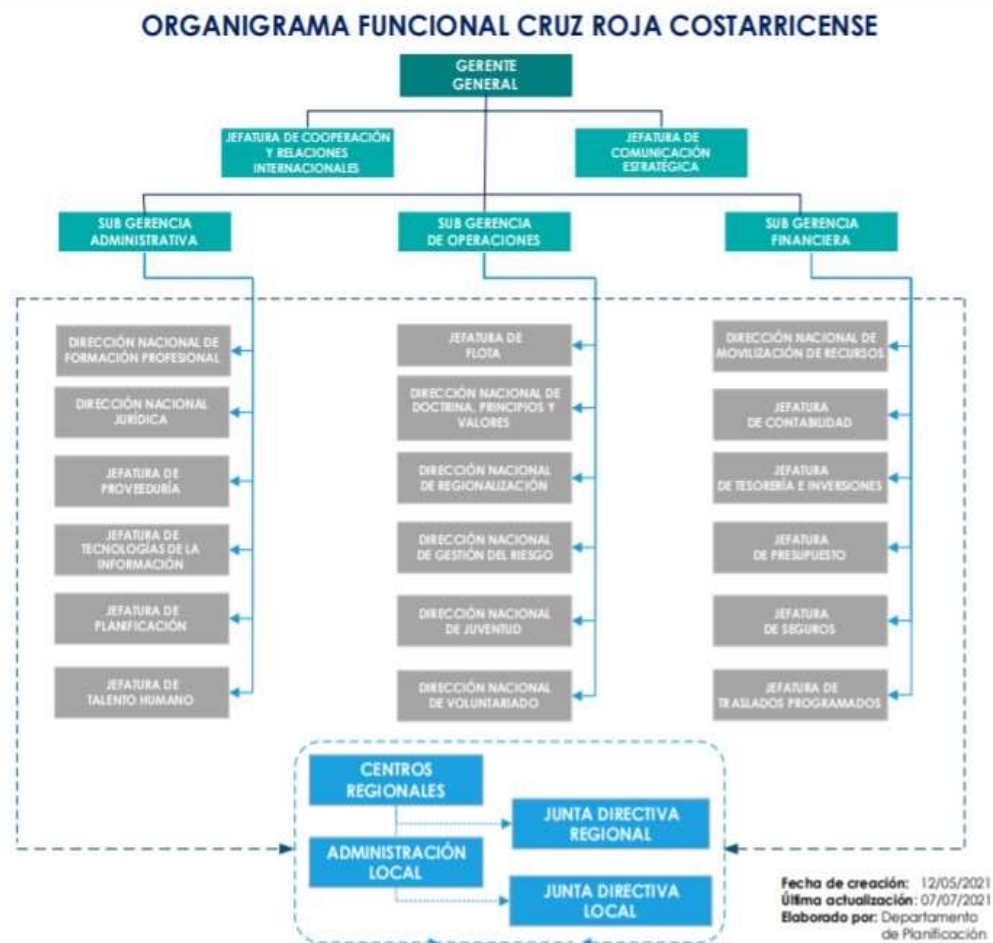 ORGANIGRAMA FUNCIONAL CRUZ ROJA COSTARRICENSE
GERENTE
GENERAL
JEFATURA DE COOPERACIÓN
Y RELACIONES
INTERNACIONALES
JEFATURA DE
COMUNICACIÓN
ESTRATÉGICA
SUB GERENCIA
ADMINISTRATIVA
SUB GERENCIA
DE OPERACIONES
SUB GERENCIA
FINANCIERA
DIRECCIÓN NACIONAL DE
FORMACIÓN PROFESIONAL
DIRECCIÓN NACIONAL
JURÍDICA
JEFATURA DE
PROVEEDURÍA
JEFATURA DE
TECNOLOGÍAS DE LA
INFORMACIÓN
JEFATURA DE
PLANIFICACIÓN
JEFATURA DE
TALENTO HUMANO
JEFATURA DE
FLOTA
DIRECCIÓN NACIONAL DE
DOCTRINA, PRINCIPIOS Y
VALORES
DIRECCIÓN NACIONAL
DE REGIONALIZACIÓN
DIRECCIÓN NACIONAL
DE GESTIÓN DEL RIESGO
DIRECCIÓN NACIONAL
DE JUVENTUD
DIRECCIÓN NACIONAL
DE VOLUNTARIADO
DIRECCIÓN NACIONAL DE
MOVILIZACIÓN DE RECURSOS
JEFATURA
DE CONTABILIDAD
JEFATURA
DE TESORERÍA E INVERSIONES
JEFATURA
DE PRESUPUESTO
JEFATURA
DE SEGUROS
JEFATURA DE
TRASLADOS PROGRAMADOS
CENTROS
REGIONALES
JUNTA DIRECTIVA
REGIONAL
ADMINISTRACIÓN
LOCAL
JUNTA DIRECTIVA
LOCAL
Fecha de creación: 12/05/2021
Última actualización: 07/07/2021
Elaborado por: Departamento
de Planificación